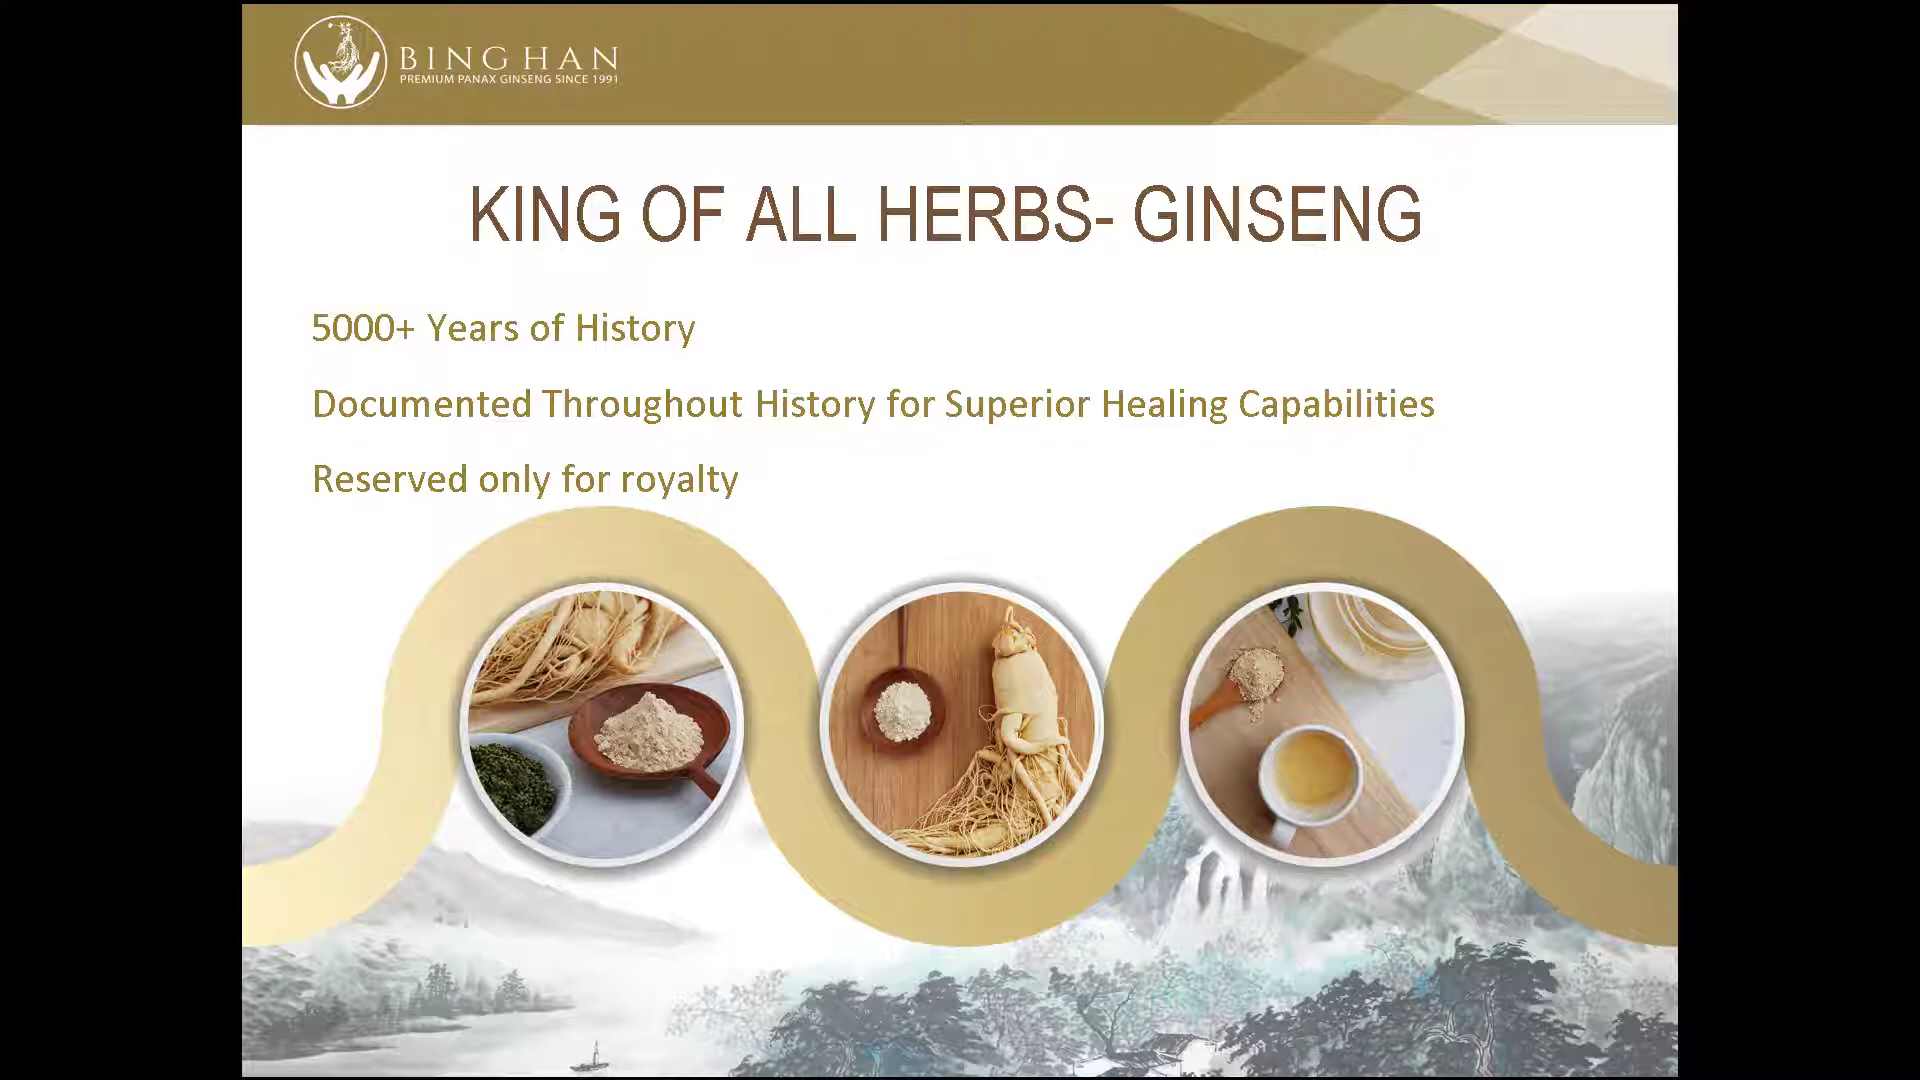 BINGHAN
PREMIUM PANAX GINSENG SINCE 1991
KING OF ALL HERBS- GINSENG
5000+ Years of History
Documented Throughout History for Superior Healing Capabilities
Reserved only for royalty